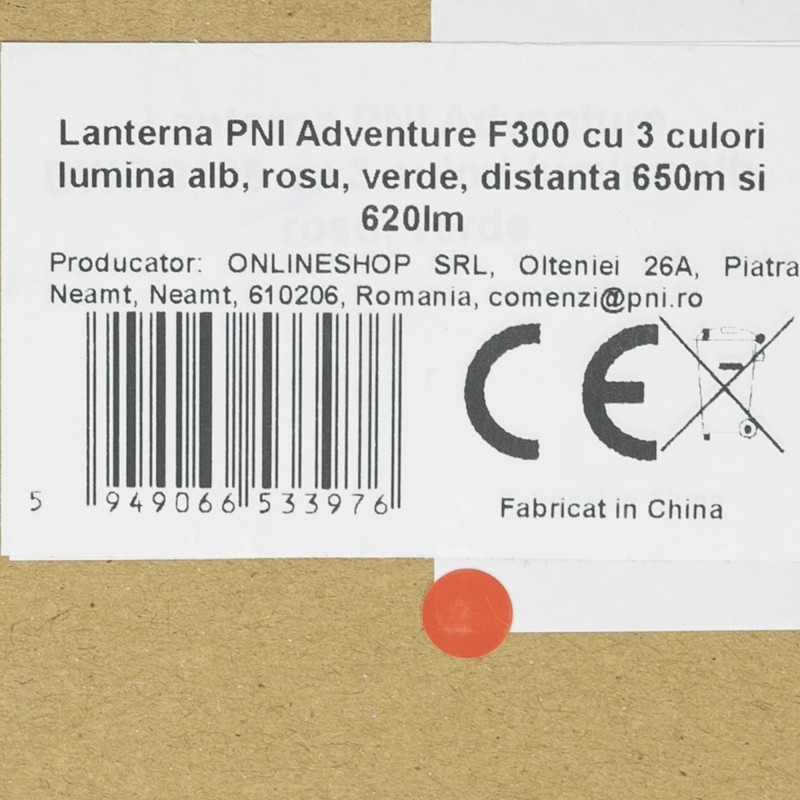 Lanterna PNI Adventure F300 cu 3 culori
lumina alb, rosu, verde, distanta 650m si
620lm
Producator: ONLINESHOP SRL, Olteniei 26A, Piatra
Neamt, Neamt, 610206, Romania, comenzi@pni.ro
CE
5 949066 533976
Fabricat in China